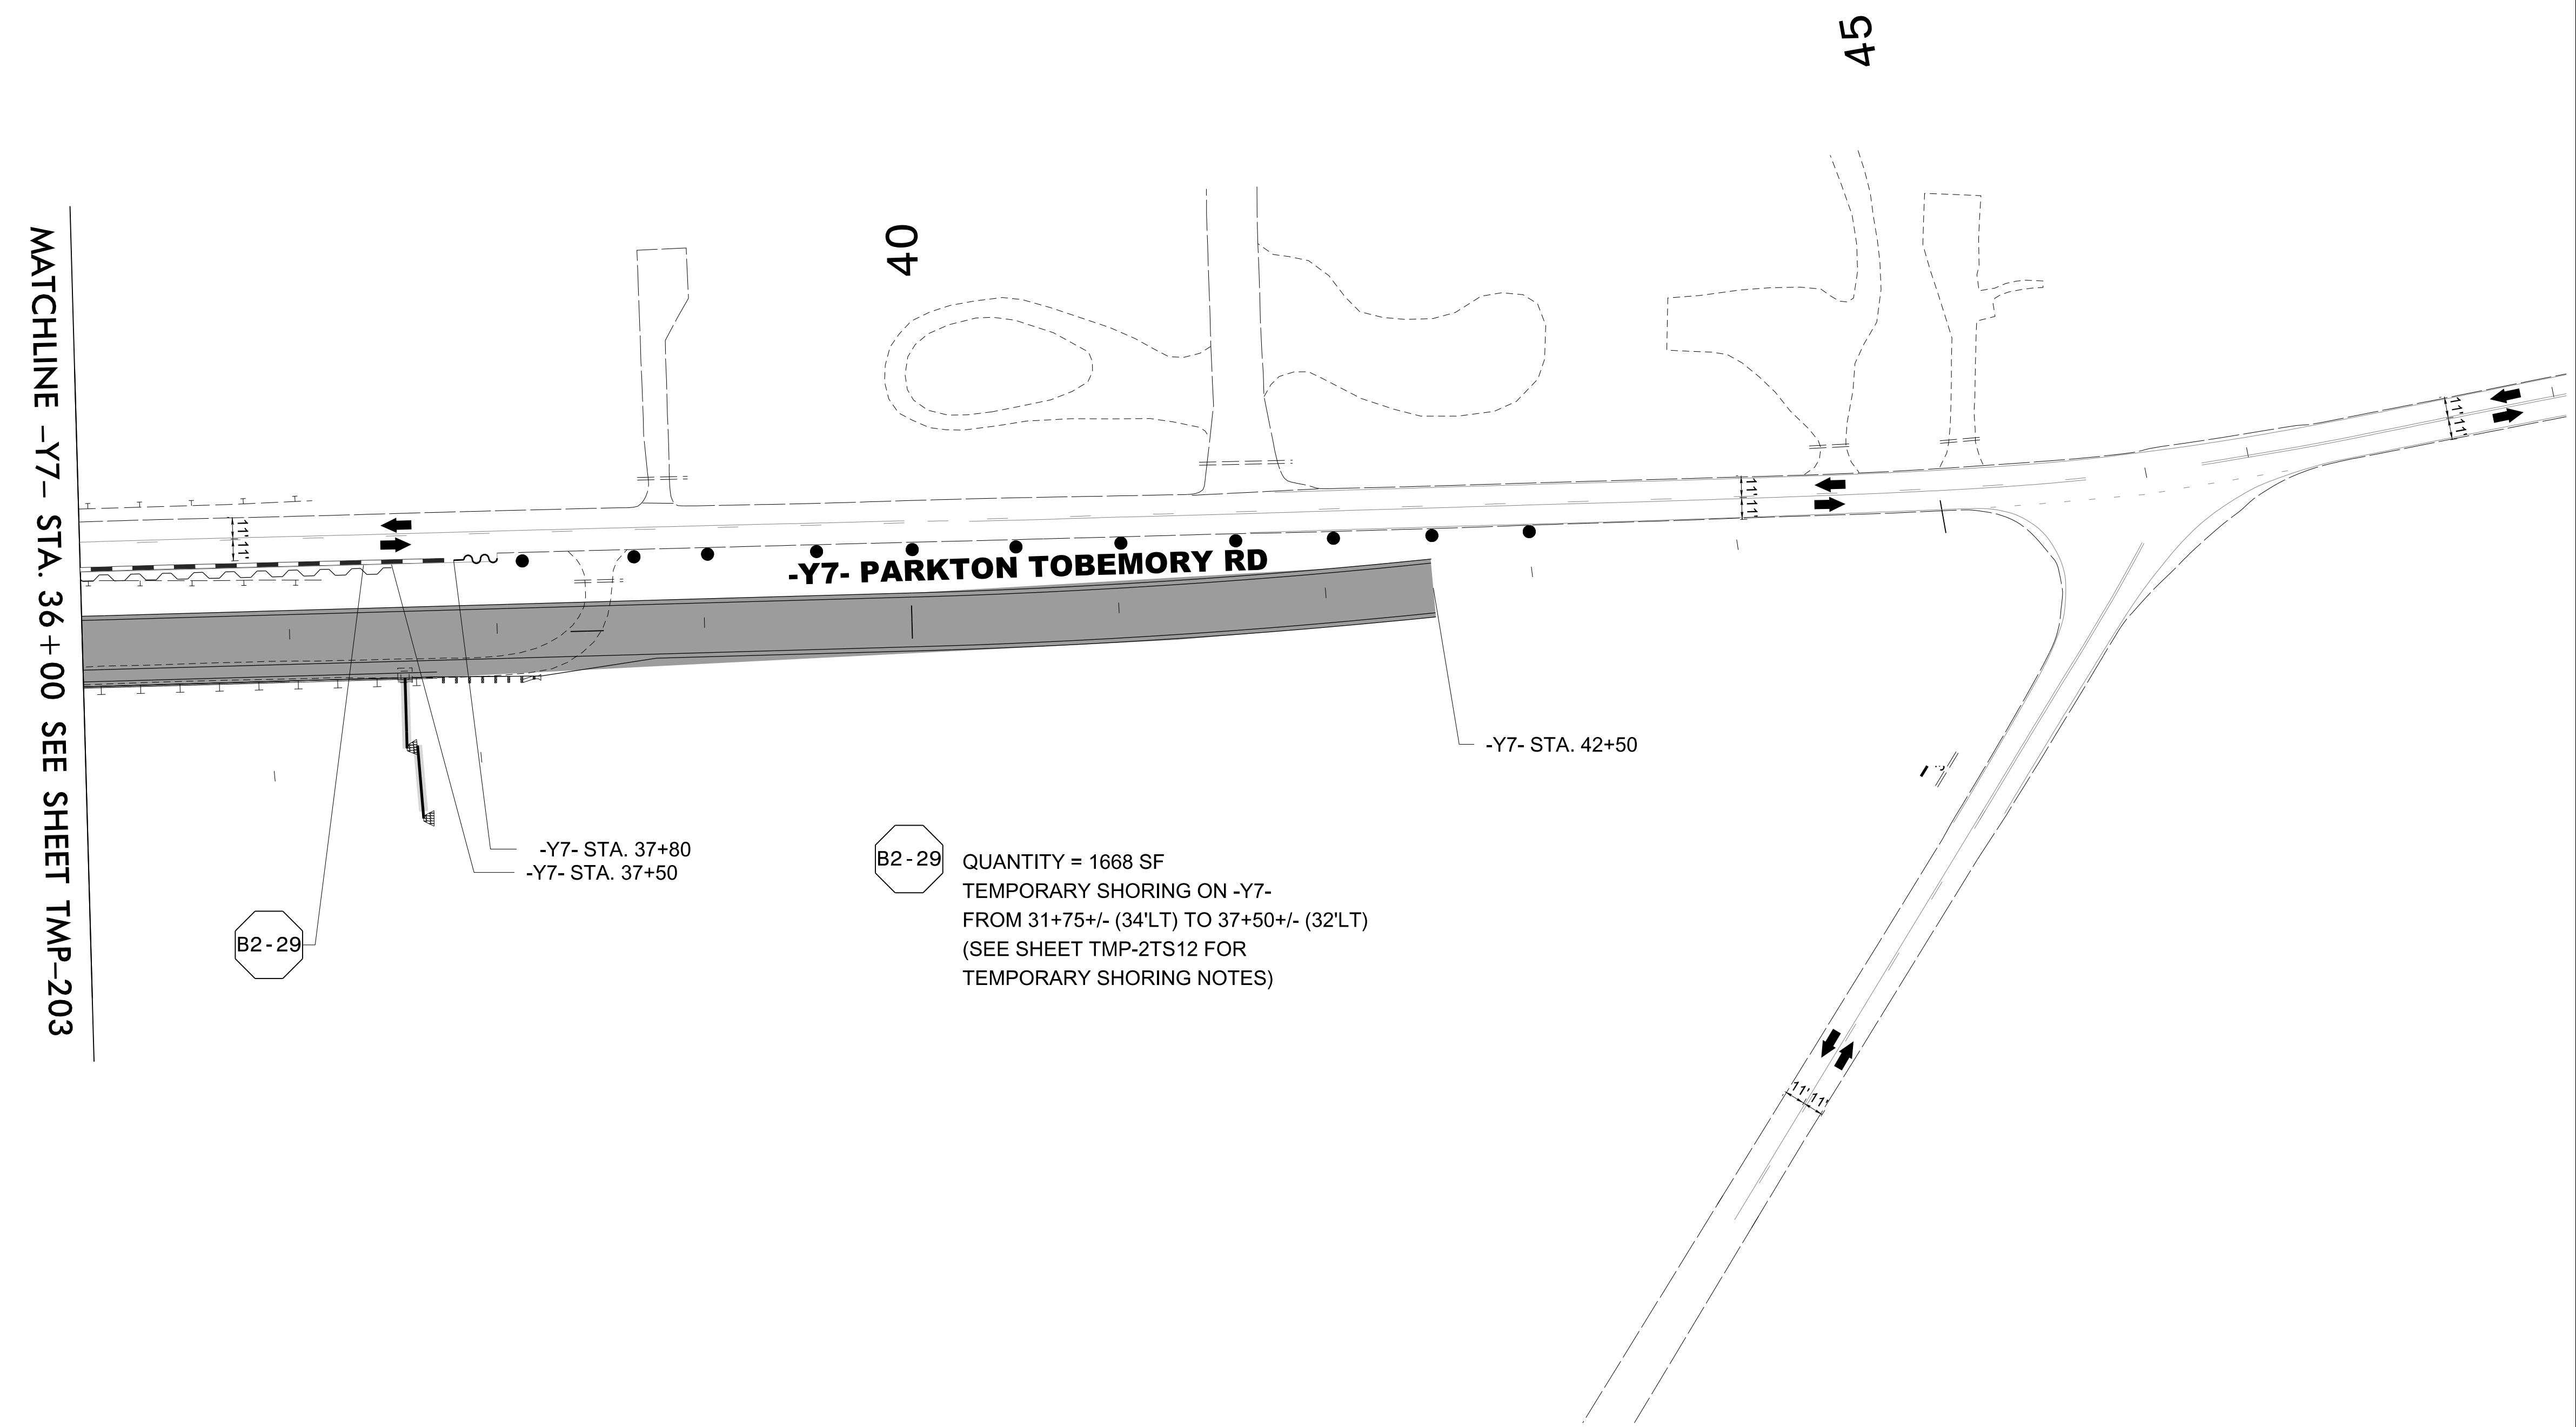 45
40
MATCHLINE -Y7- STA. 36+00 SEE SHEET TMP-203
11'
11'
11'
11'
11'
11'
-Y7- PARKTON TOBEMORY RD
-Y7- STA. 42+50
-Y7- STA. 37+80
-Y7- STA. 37+50
B2-29
B2-29
QUANTITY = 1668 SF
TEMPORARY SHORING ON -Y7-
FROM 31+75+/- (34'LT) TO 37+50+/- (32'LT)
(SEE SHEET TMP-2TS12 FOR
TEMPORARY SHORING NOTES)
11'
11'